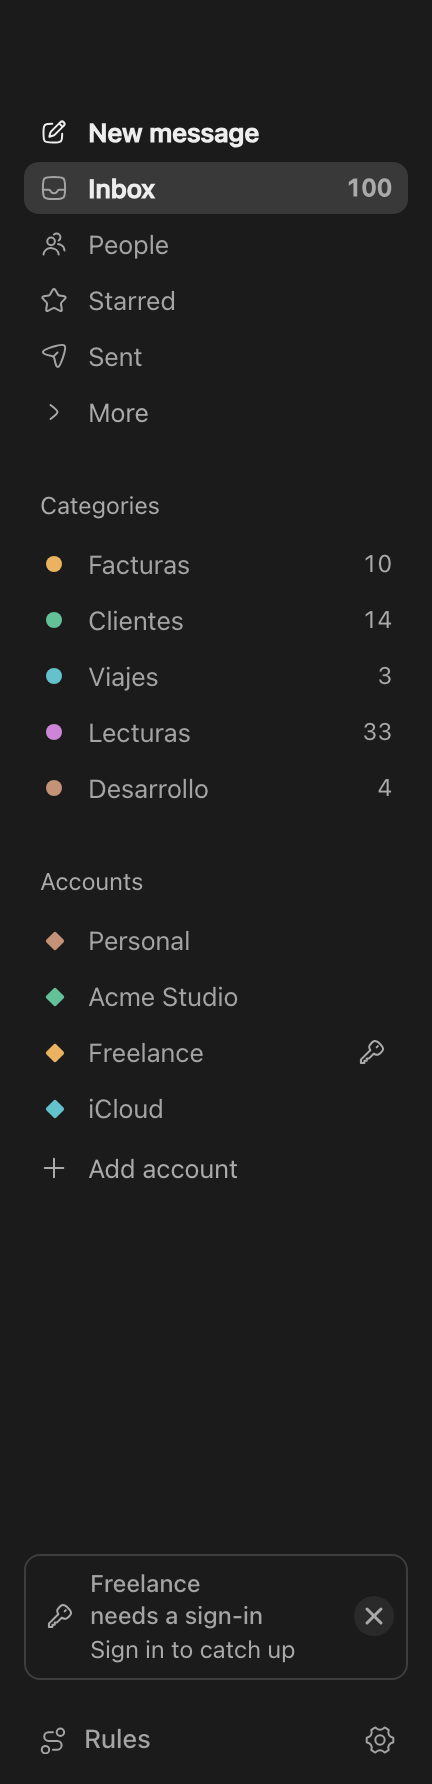 New message
Inbox 100
People
Starred
Sent
More
Categories
Facturas 10
Clientes 14
Viajes 3
Lecturas 33
Desarrollo 4
Accounts
Personal
Acme Studio
Freelance
iCloud
Add account
Freelance
needs a sign-in
Sign in to catch up
Rules